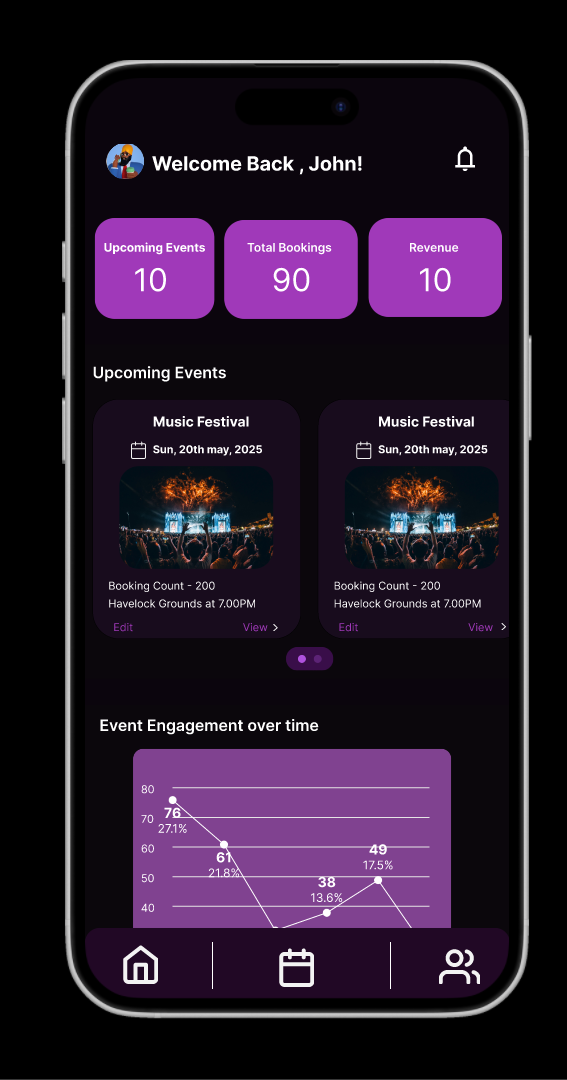 Welcome Back , John!
Upcoming Events
10
Total Bookings
90
Revenue
10
Upcoming Events
Music Festival
Sun, 20th may, 2025
Booking Count - 200
Havelock Grounds at 7.00PM
Edit
View
Music Festival
Sun, 20th may, 2025
Booking Count - 200
Havelock Grounds at 7.00PM
Edit
View
Event Engagement over time
80
70
60
50
40
76
27.1%
61
21.8%
38
13.6%
49
17.5%